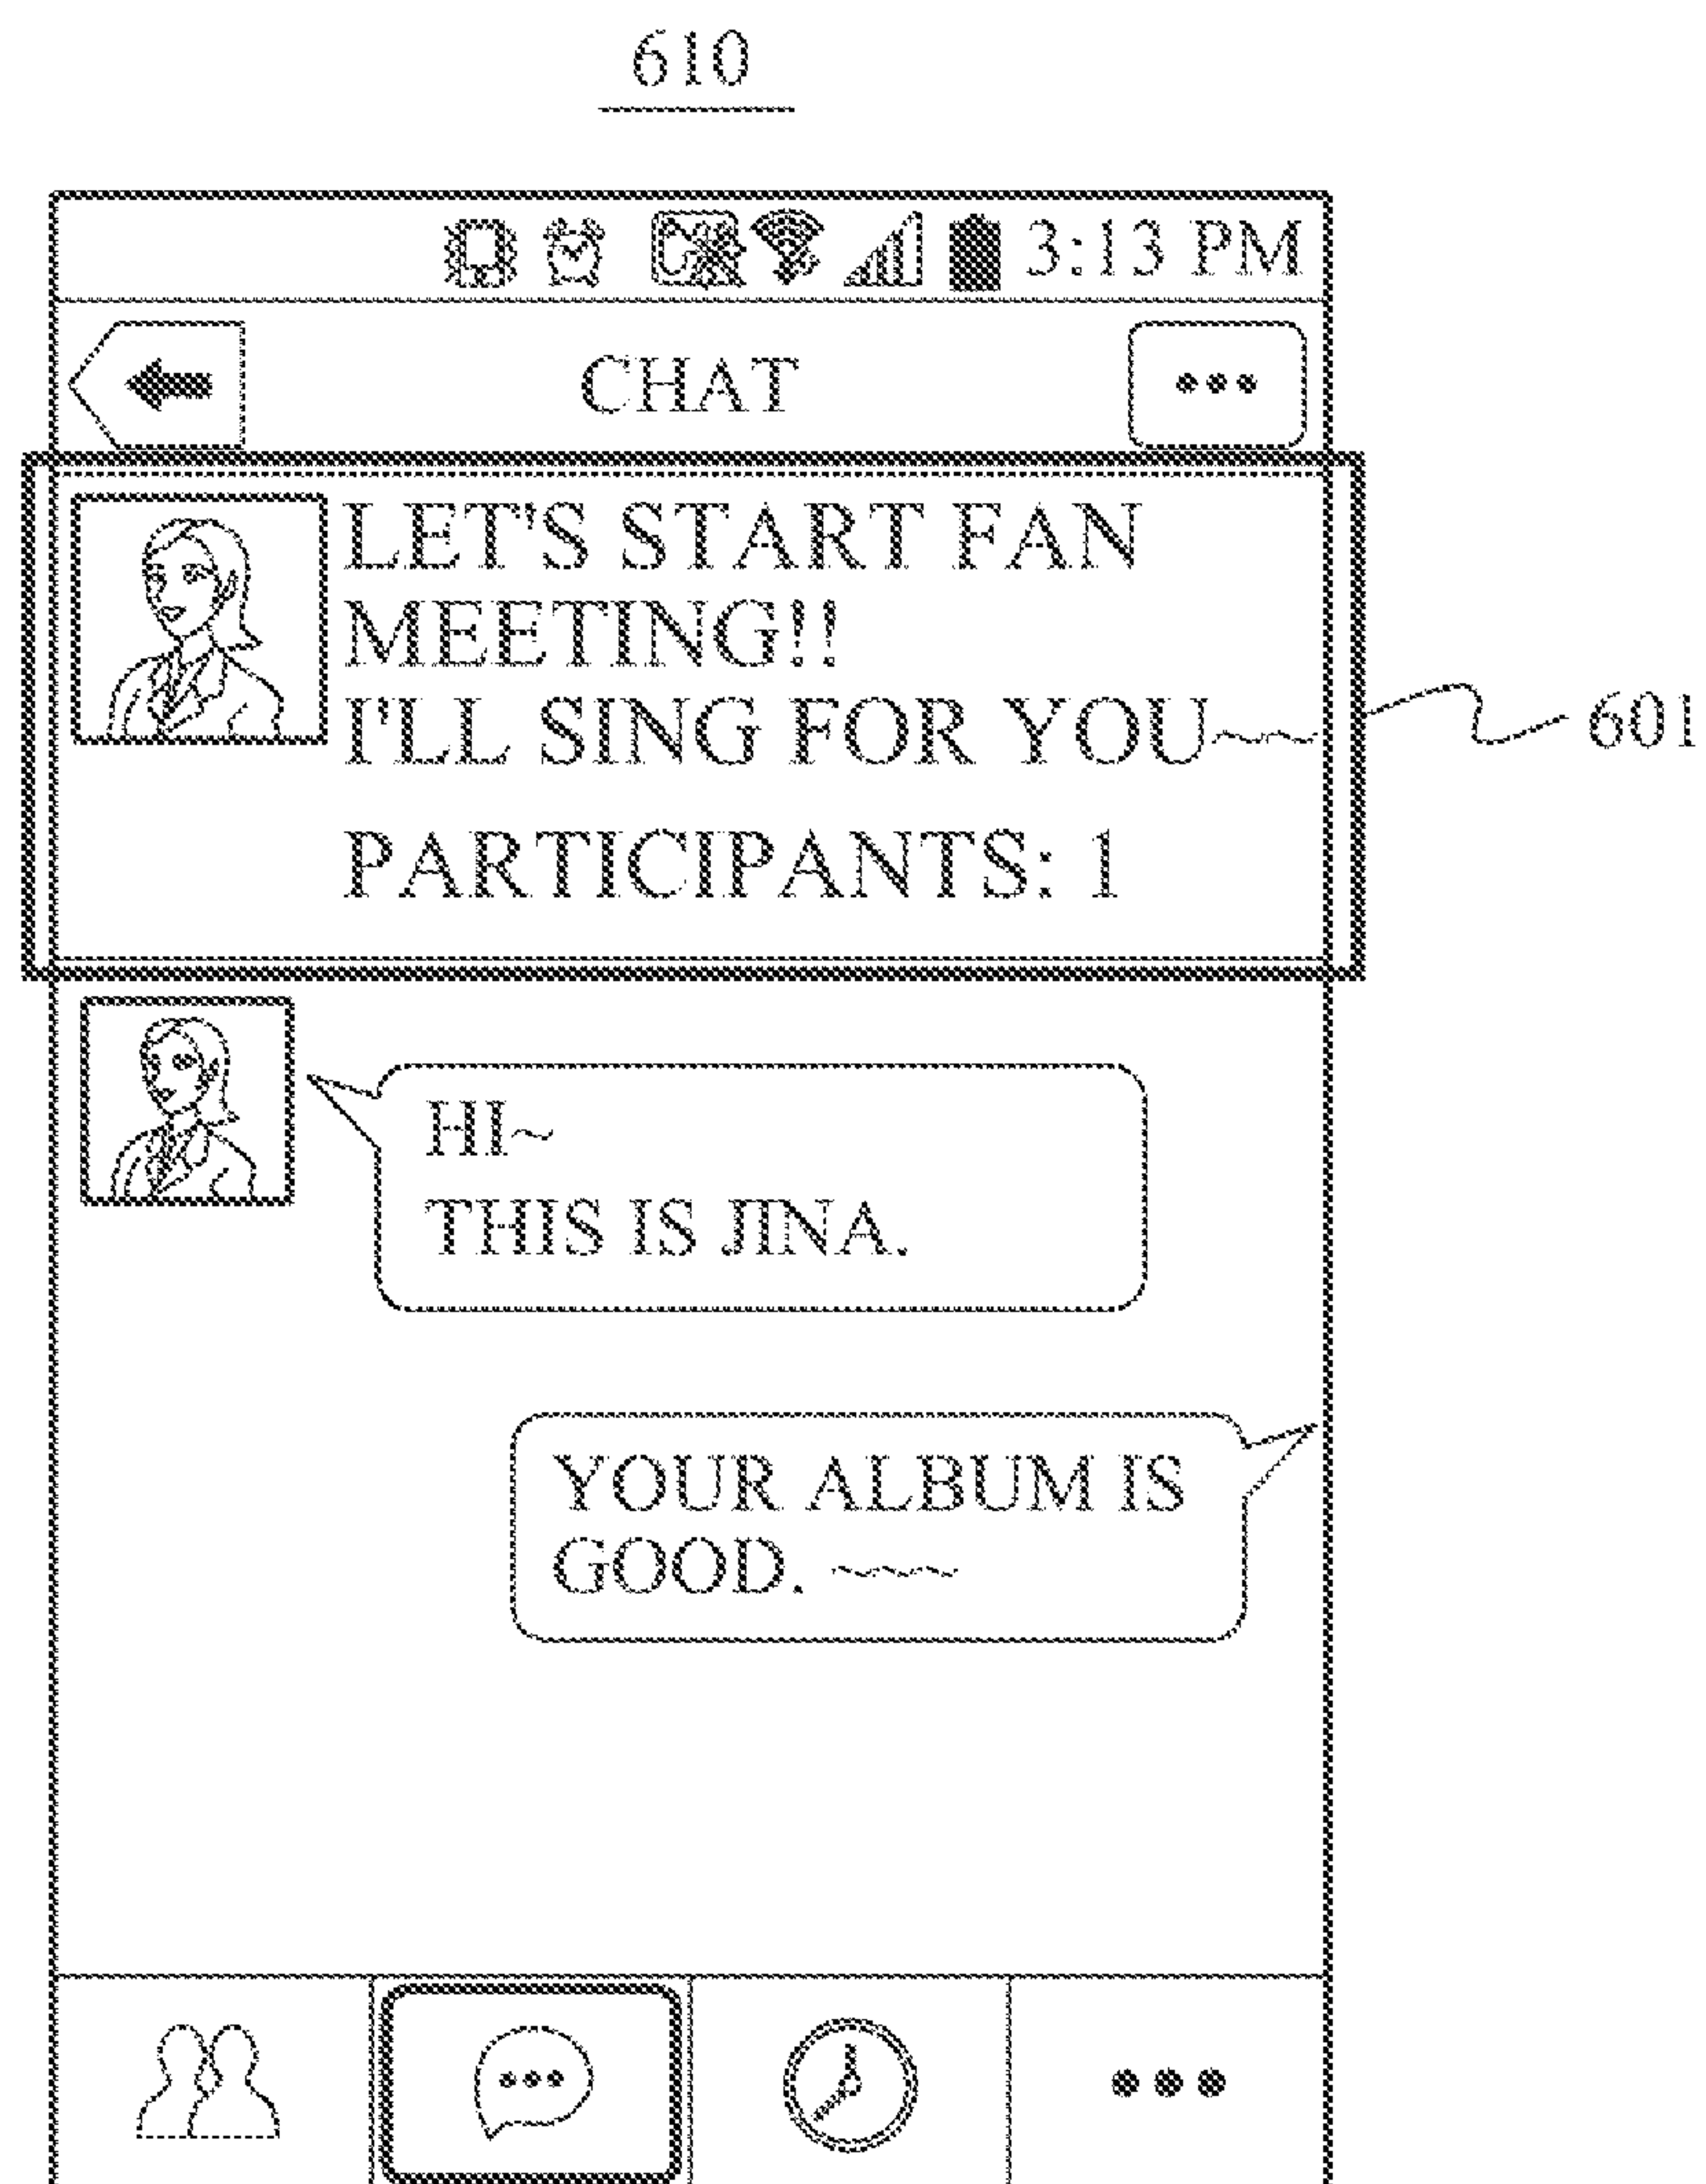 610
3:13 PM
CHAT
LET'S START FAN
MEETING!!
I'LL SING FOR YOU~~
601
PARTICIPANTS: 1
HI~
THIS IS JINA.
YOUR ALBUM IS
GOOD. ~~~